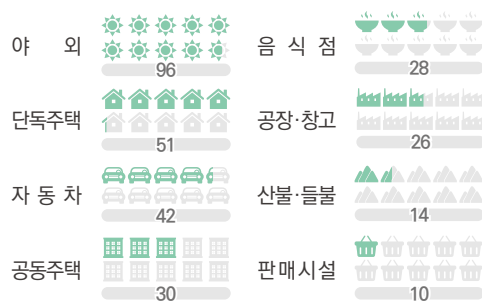 야 외
96
음 식 점
28
단독주택
51
공장·창고
26
자 동 차
42
산불·들불
14
공동주택
30
판매시설
10